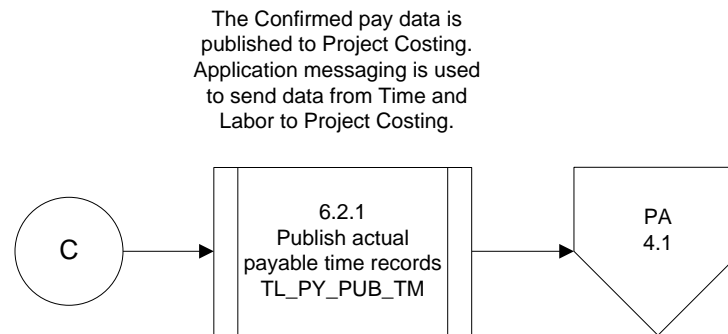 The Confirmed pay data is
published to Project Costing.
Application messaging is used
to send data from Time and
Labor to Project Costing.
C
6.2.1
Publish actual
payable time records
TL_PY_PUB_TM
PA
4.1